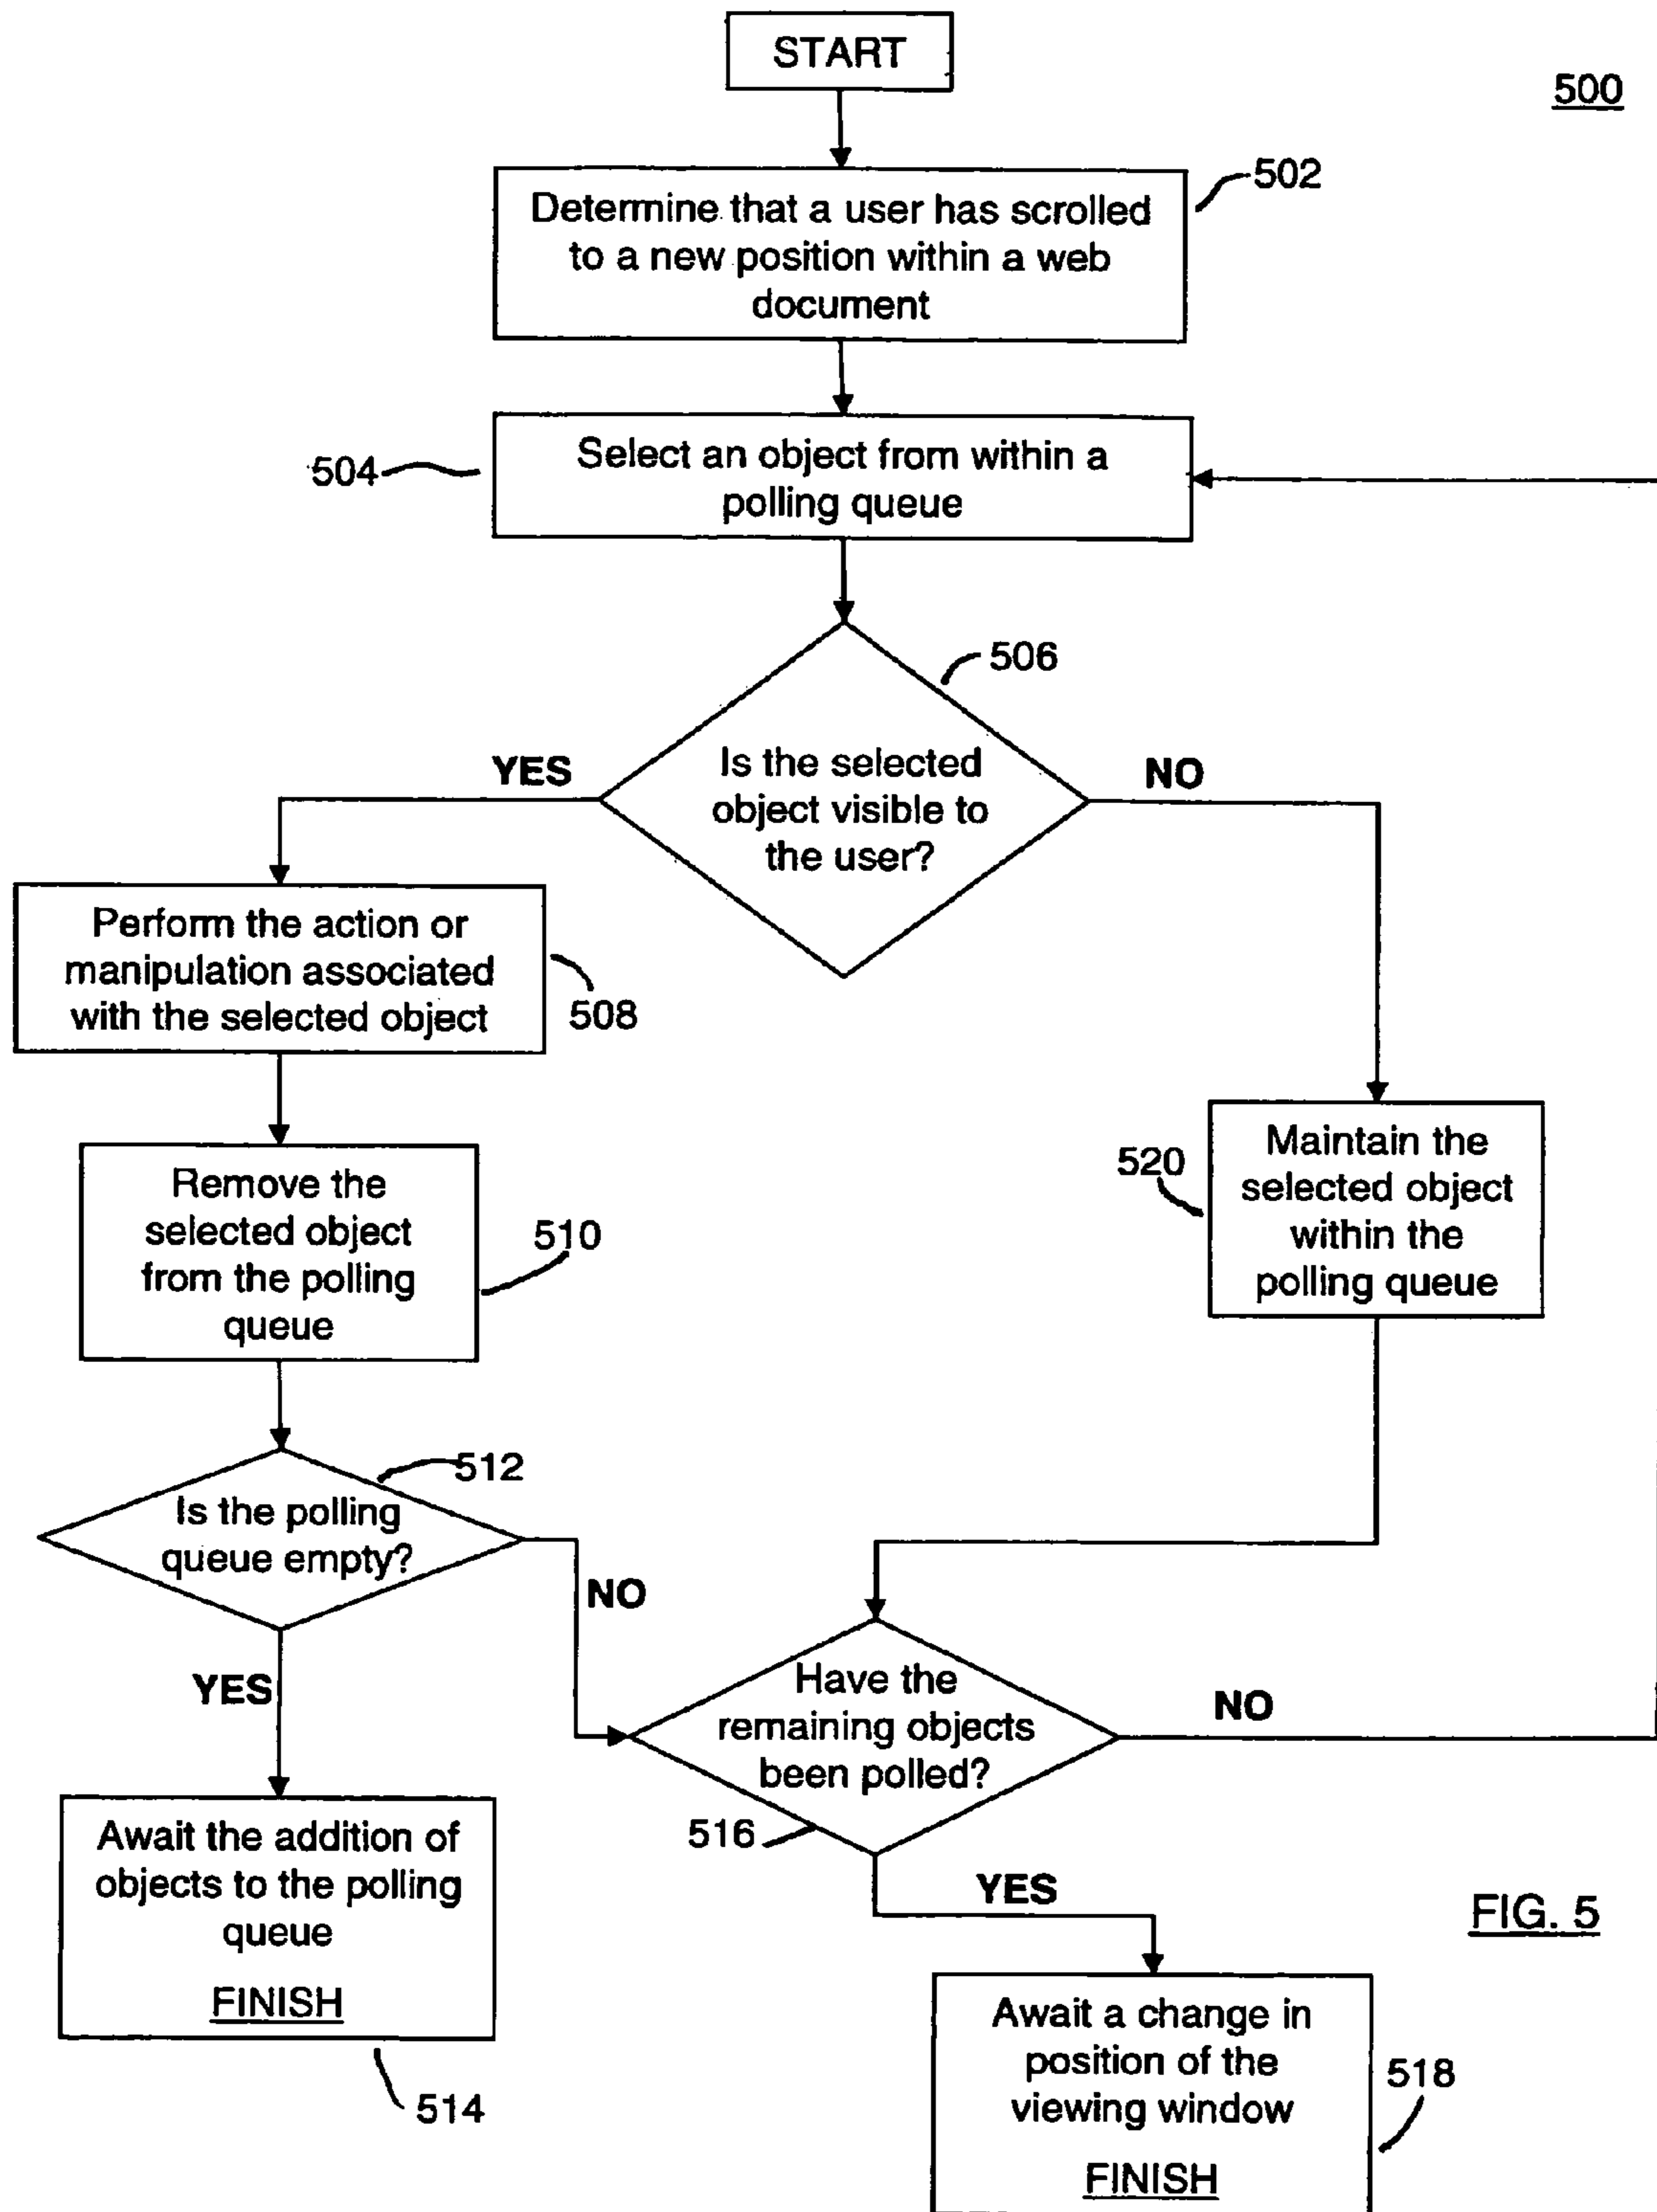 START
500
502
Determine that a user has scrolled
to a new position within a web
document
504
Select an object from within a
polling queue
506
Is the selected
object visible to
the user?
YES
NO
Perform the action or
manipulation associated
with the selected object
508
Remove the
selected object
from the polling
queue
510
520
Maintain the
selected object
within the
polling queue
512
Is the polling
queue empty?
NO
YES
Have the
remaining objects
been polled?
NO
516
YES
Await the addition of
objects to the polling
queue
FINISH
514
FIG. 5
Await a change in
position of the
viewing window
FINISH
518